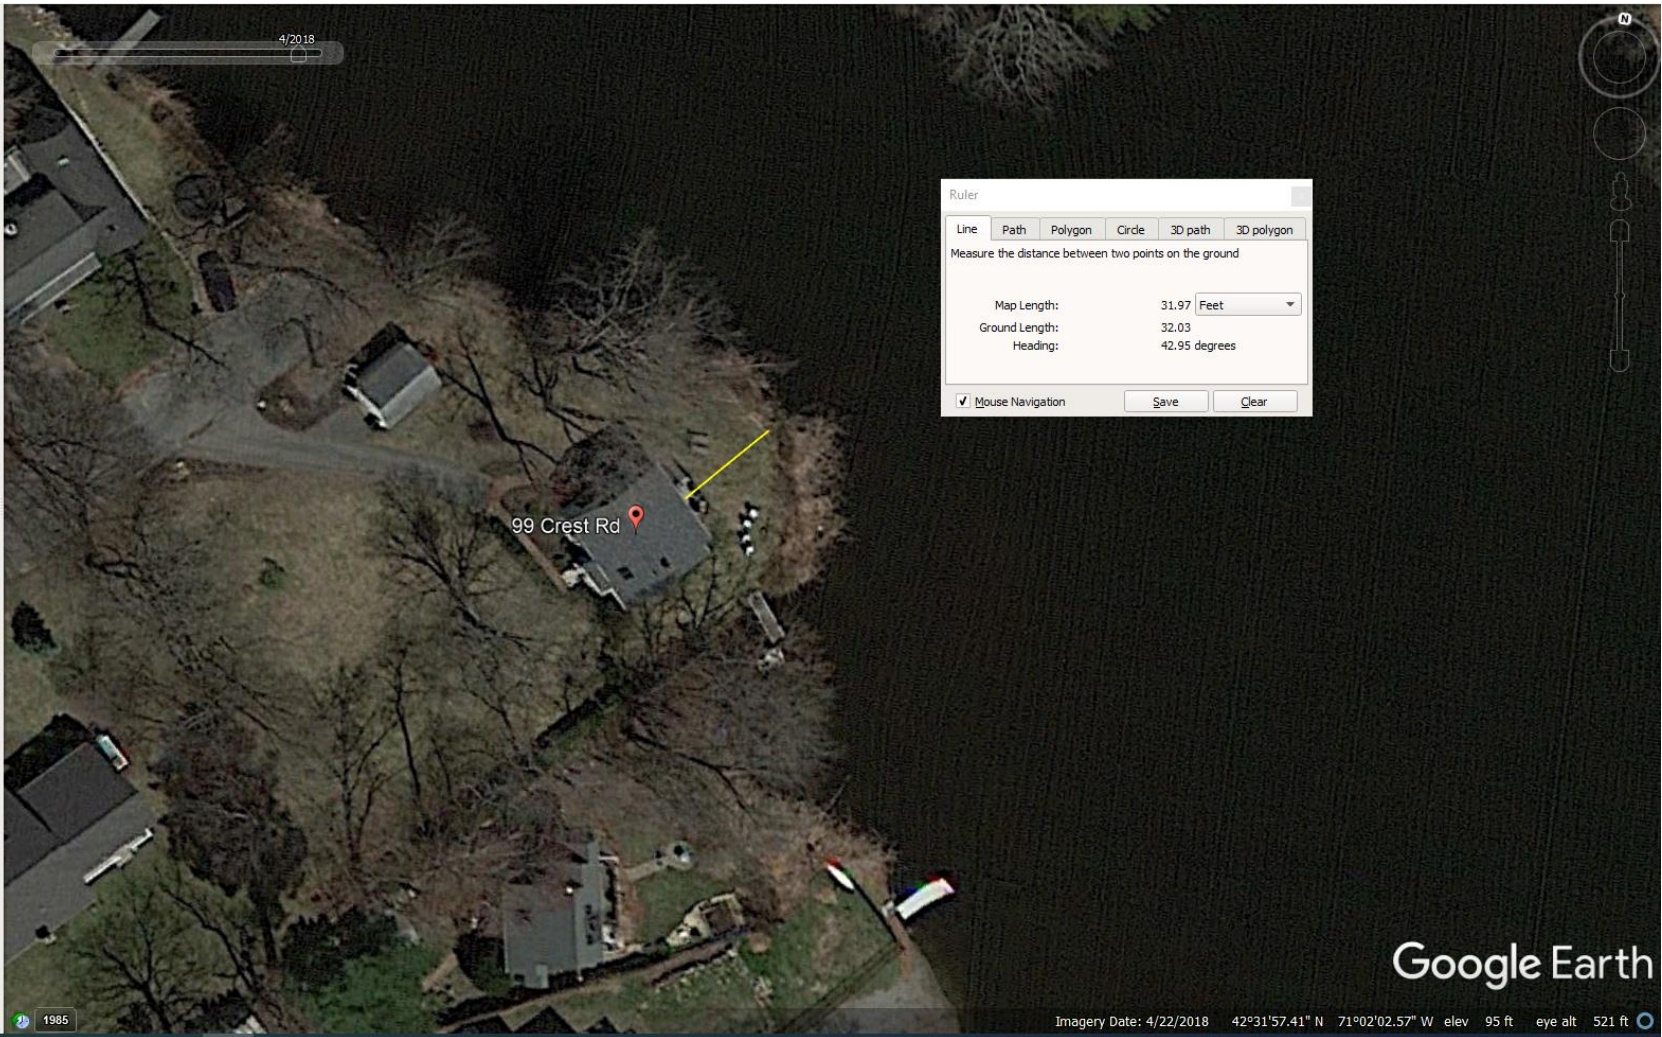 4/2018
N
Ruler
Line Path Polygon Circle 3D path 3D polygon
Measure the distance between two points on the ground
Map Length: 31.97 Feet
Ground Length: 32.03
Heading: 42.95 degrees
Mouse Navigation Save Clear
99 Crest Rd
Google Earth
1985 Imagery Date: 4/22/2018 42°31'57.41" N 71°02'02.57" W elev 95 ft eye alt 521 ft